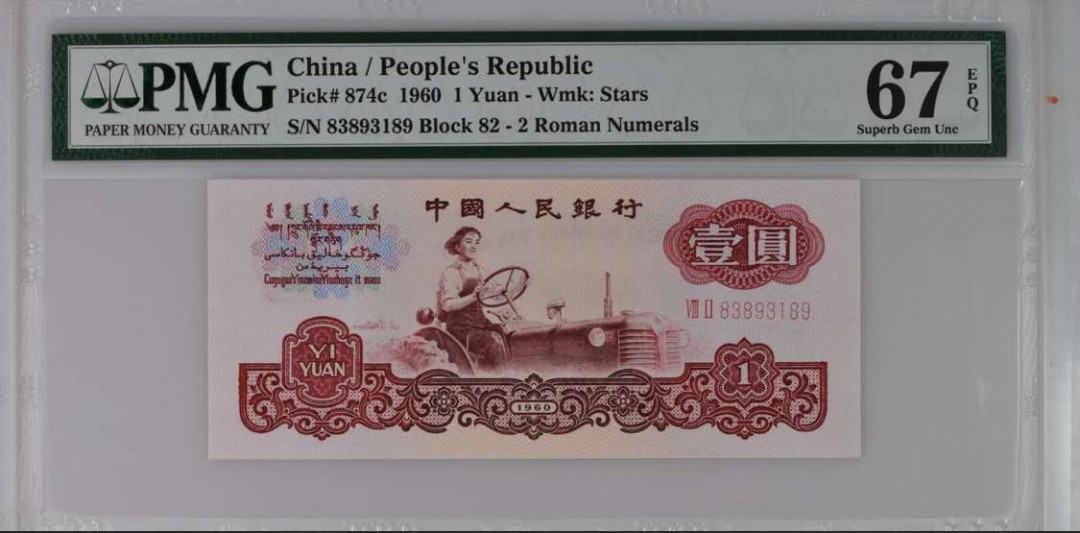 PMG
PAPER MONEY GUARANTY
China / People's Republic
Pick# 874c 1960 1 Yuan - Wmk: Stars
S/N 83893189 Block 82 - 2 Roman Numerals
67
EPQ
Superb Gem Unc
中國人民銀行
壹圓
VIII II 83893189
YI
YUAN
1
1960